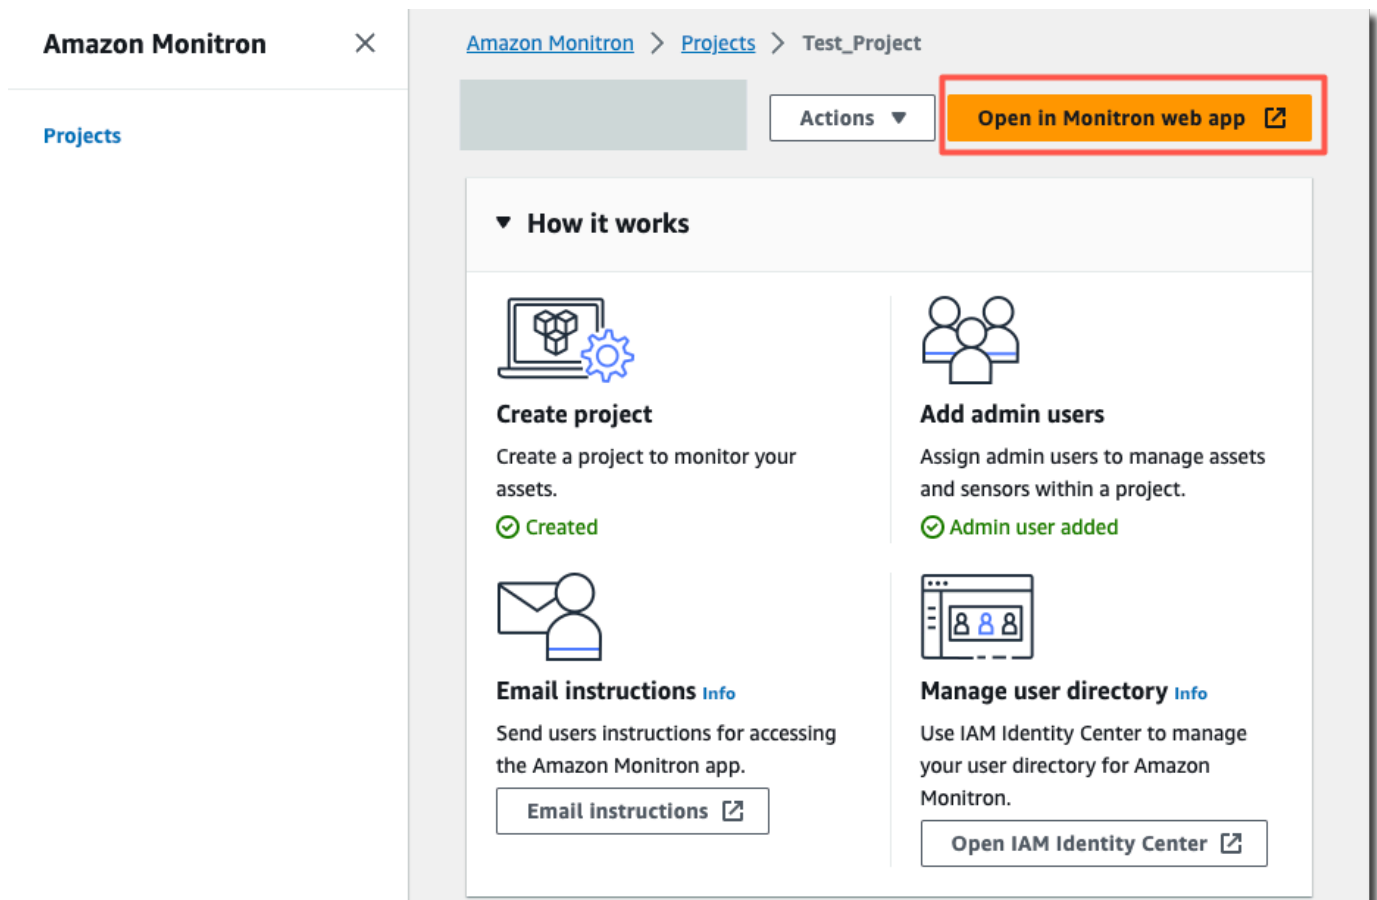 Amazon Monitron
Projects
Amazon Monitron > Projects > Test_Project
Actions
Open in Monitron web app
How it works
Create project
Create a project to monitor your
assets.
Created
Add admin users
Assign admin users to manage assets
and sensors within a project.
Admin user added
Email instructions Info
Send users instructions for accessing
the Amazon Monitron app.
Email instructions
Manage user directory Info
Use IAM Identity Center to manage
your user directory for Amazon
Monitron.
Open IAM Identity Center